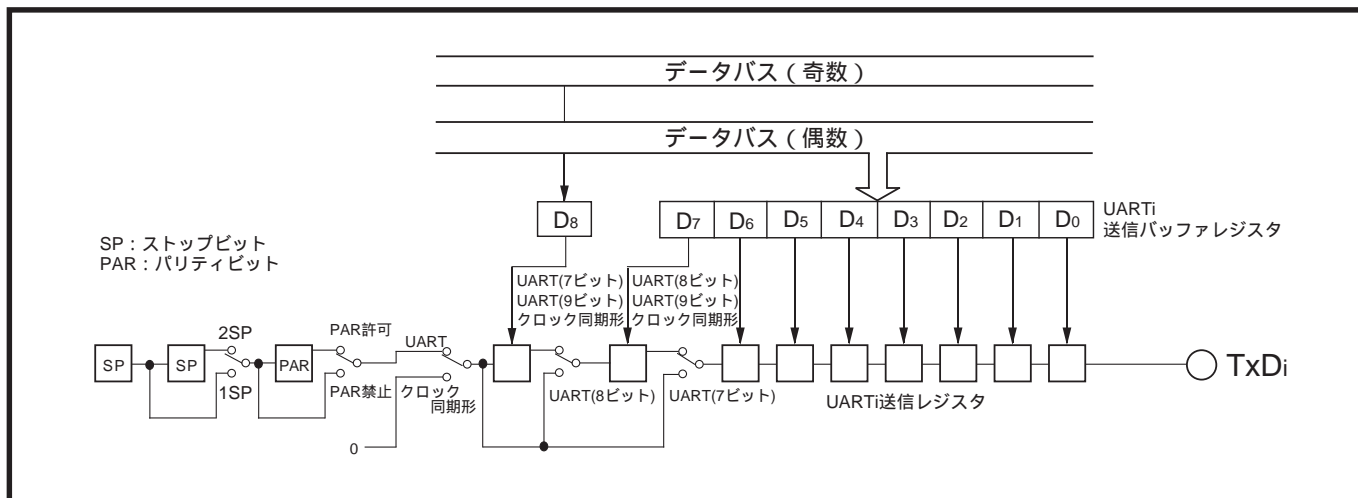 データバス(奇数)
データバス(偶数)
D8
D7 D6 D5 D4 D3 D2 D1 D0
UARTi
送信バッファレジスタ
SP:ストップビット
PAR:パリティビット
UART(7ビット)
UART(9ビット)
クロック同期形
UART(8ビット)
UART(9ビット)
クロック同期形
2SP
PAR許可
UART
SP
SP
PAR
TxDi
1SP
PAR禁止
クロック
同期形
UART(8ビット)
UART(7ビット)
UARTi送信レジスタ
0